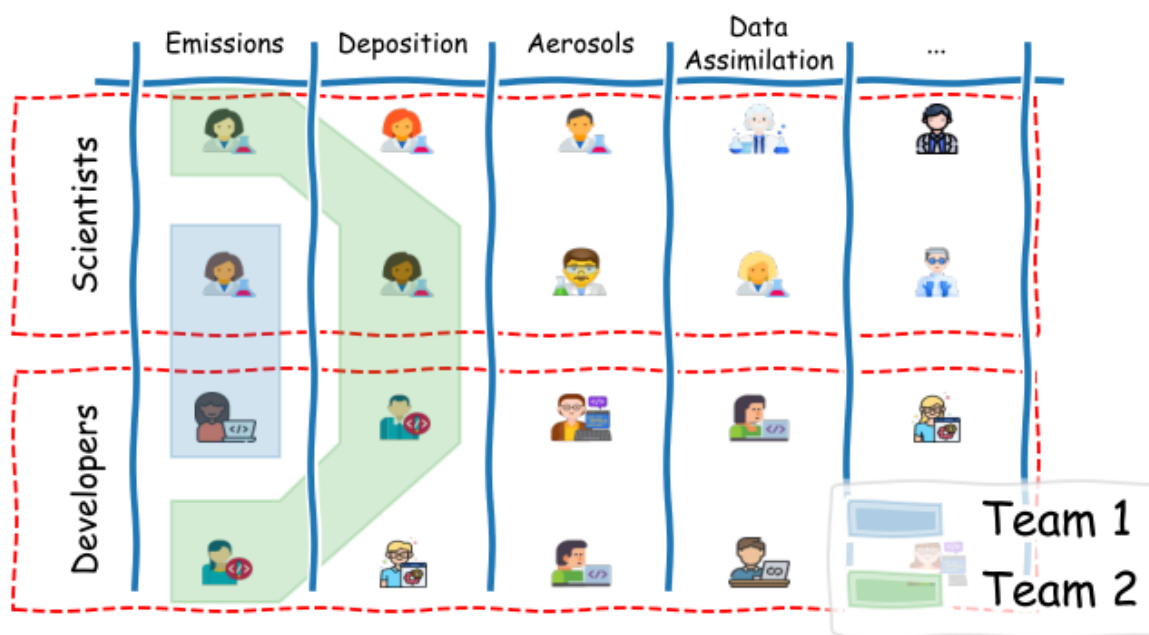 Emissions
Deposition
Aerosols
Data
Assimilation
...
Scientists
Developers
Team 1
Team 2